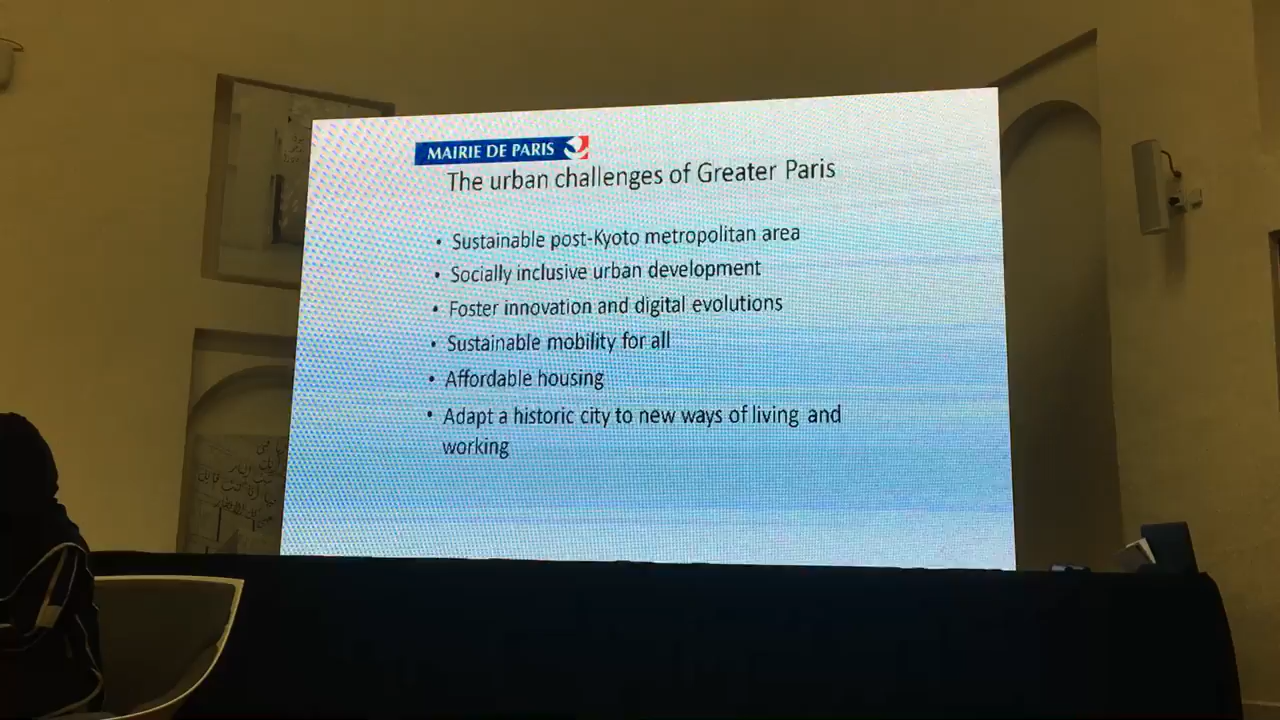 MAIRIE DE PARIS
The urban challenges of Greater Paris
• Sustainable post-Kyoto metropolitan area
• Socially inclusive urban development
• Foster innovation and digital evolutions
• Sustainable mobility for all
• Affordable housing
• Adapt a historic city to new ways of living and
working